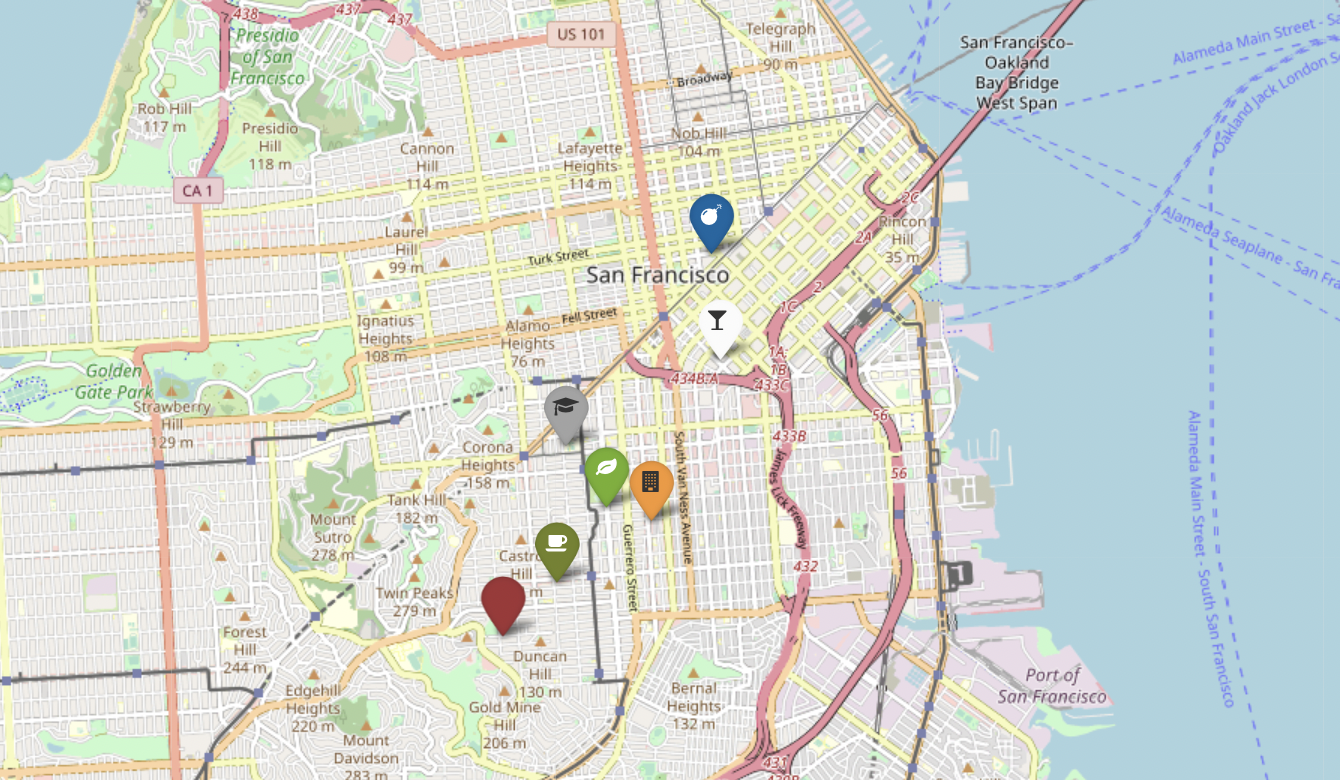 438
437
437
Presidio
of San
Francisco
US 101
Telegraph
Hill
90 m
San Francisco–
Oakland
Bay Bridge
West Span
Alameda Main Street - S
Oakland Jack London S
Broadway
Rob Hill
117 m
Presidio
Hill
118 m
Cannon
Hill
114 m
Lafayette
Heights
114 m
Nob Hill
104 m
CA 1
2C
Rincon
Hill
35 m
2A
Alameda Seaplane - San Fra
Laurel
Hill
99 m
Turk Street
San Francisco
2
1C
Ignatius
Heights
108 m
Fell Street
Alamo
Heights
76 m
1A;
1B
434B;A
433C
Golden
Gate Park
Strawberry
Hill
129 m
56
433B
Corona
Heights
158 m
South Van Ness Avenue
James Lick Freeway
Alameda Main Street - South San Francisco
56
Tank Hill
182 m
Mount
Sutro
278 m
Guerrero Street
Castr
Hill
m
432
Twin Peaks
279 m
Forest
Hill
244 m
Duncan
Hill
130 m
Edgehill
Heights
220 m
Gold Mine
Hill
206 m
Bernal
Heights
132 m
Port of
San Francisco
Mount
Davidson
283 m
431